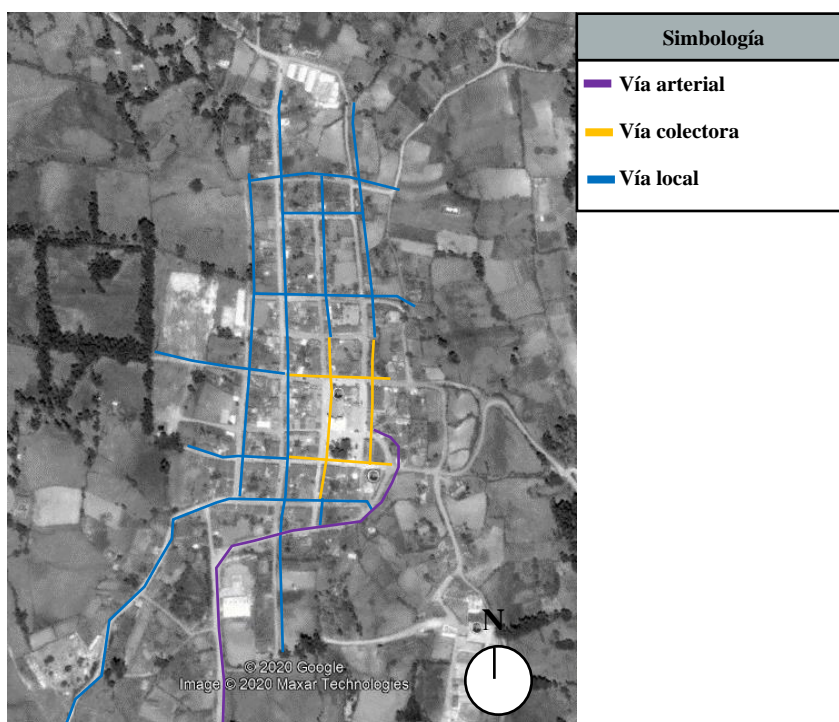 Simbología
Vía arterial
Vía colectora
Vía local
N
© 2020 Google
Image © 2020 Maxar Technologies